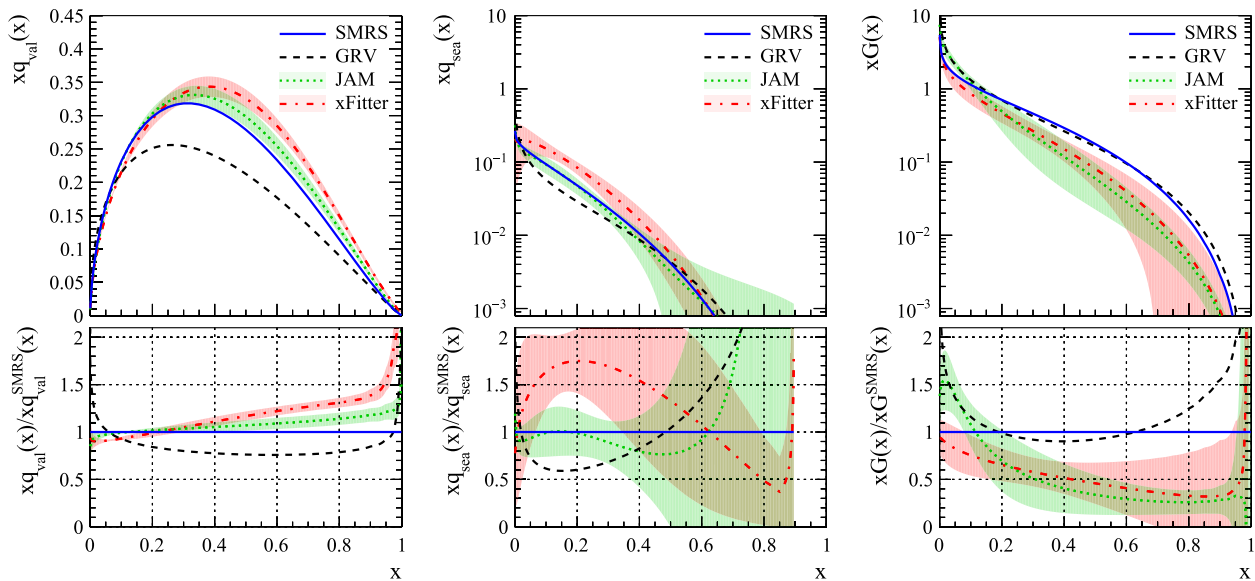 xq_val(x)
0.45
0.4
0.35
0.3
0.25
0.2
0.15
0.1
0.05
0
SMRS
GRV
JAM
xFitter
xq_val(x)/xq_val^SMRS(x)
2
1.5
1
0.5
0
0 0.2 0.4 0.6 0.8 1
x
xq_sea(x)
10
1
10^-1
10^-2
10^-3
SMRS
GRV
JAM
xFitter
xq_sea(x)/xq_sea^SMRS(x)
2
1.5
1
0.5
0
0 0.2 0.4 0.6 0.8 1
x
xG(x)
10
1
10^-1
10^-2
10^-3
SMRS
GRV
JAM
xFitter
xG(x)/xG^SMRS(x)
2
1.5
1
0.5
0
0 0.2 0.4 0.6 0.8 1
x